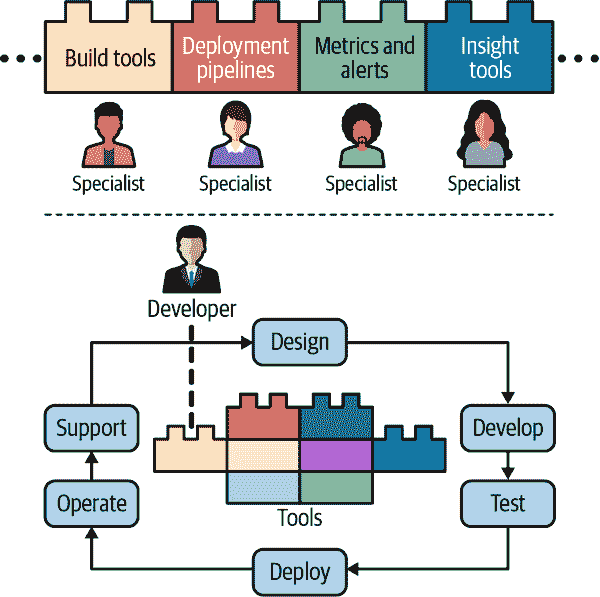 Build tools
Deployment
pipelines
Metrics and
alerts
Insight
tools
Specialist
Specialist
Specialist
Specialist
Developer
Design
Support
Develop
Operate
Test
Tools
Deploy